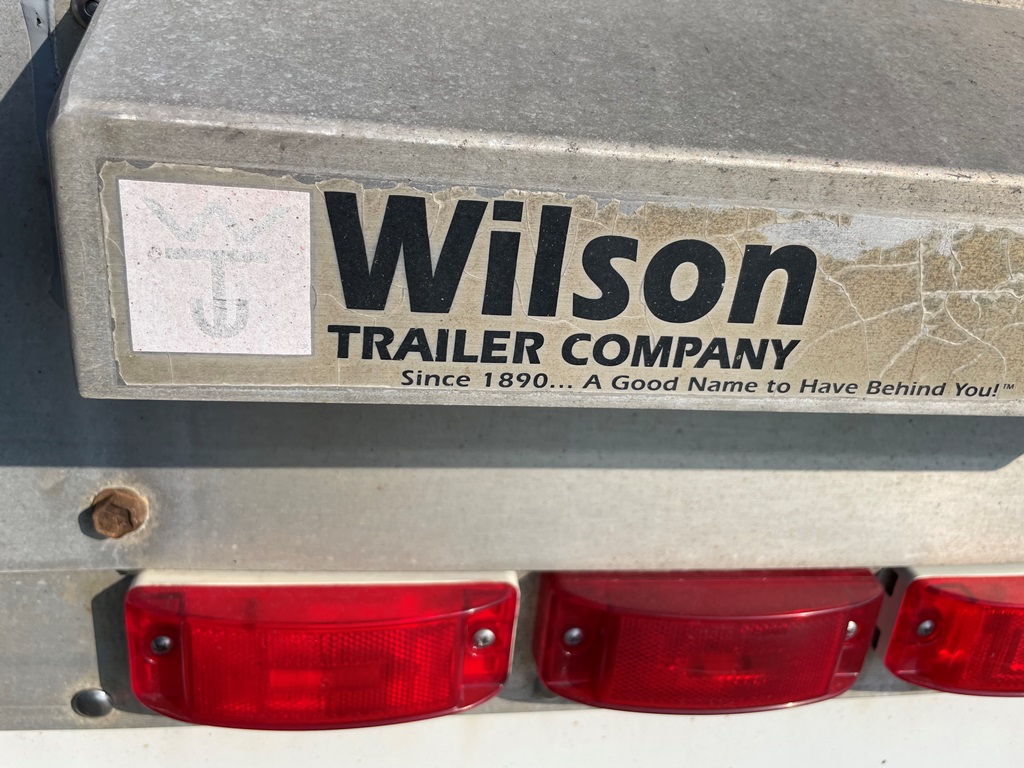 Wilson
TRAILER COMPANY
Since 1890... A Good Name to Have Behind You!™